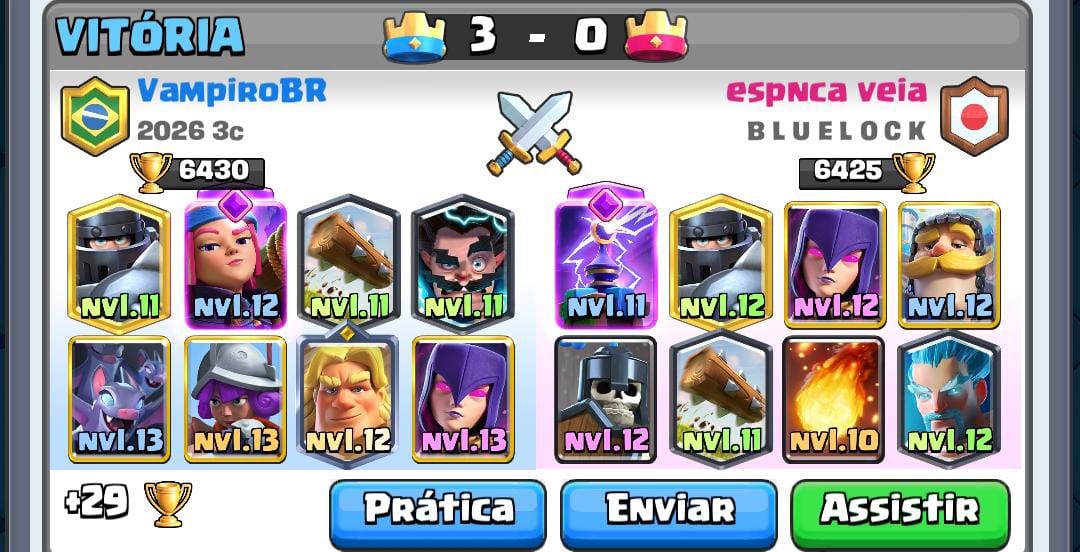 VITÓRIA 3 - 0
VampiroBR espnca veia
2026 3c BLUELOCK
6430 6425
nvl.11 nvl.12 nvl.11 nvl.11 nvl.11 nvl.12 nvl.12 nvl.12
nvl.13 nvl.13 nvl.12 nvl.13 nvl.12 nvl.11 nvl.10 nvl.12
+29 Prática Enviar Assistir